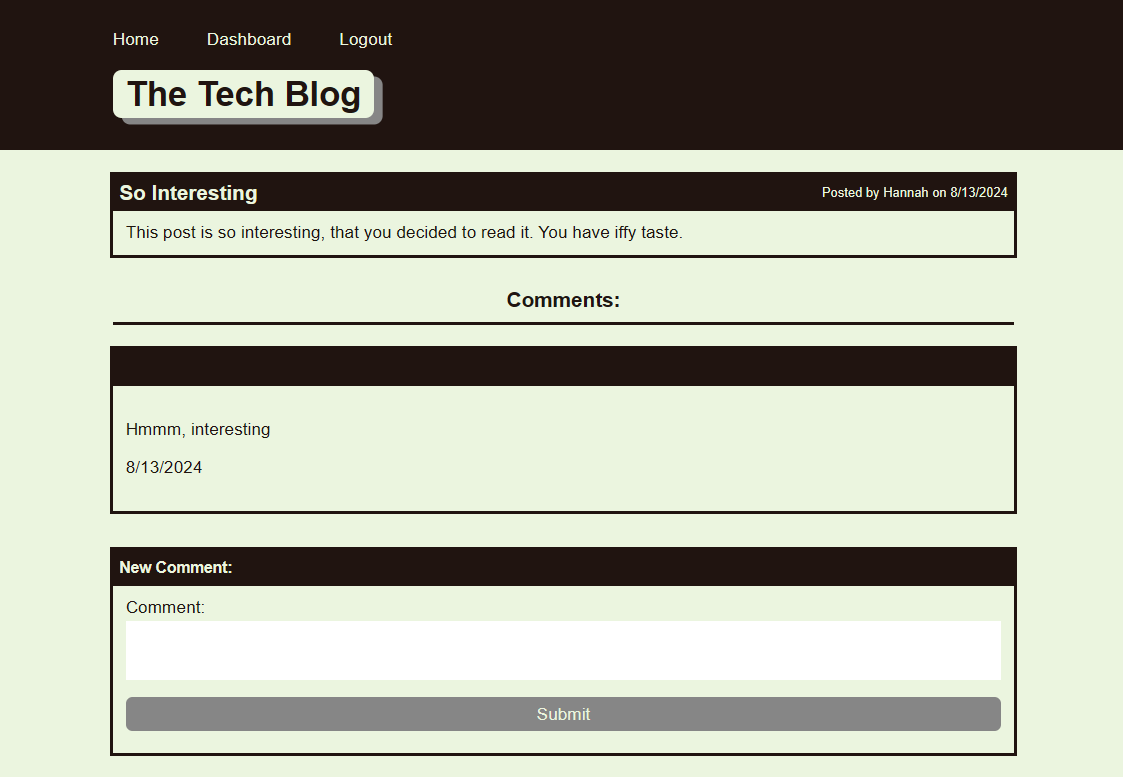 Home Dashboard Logout
The Tech Blog
So Interesting Posted by Hannah on 8/13/2024
This post is so interesting, that you decided to read it. You have iffy taste.
Comments:
Hmmm, interesting
8/13/2024
New Comment:
Comment:
Submit